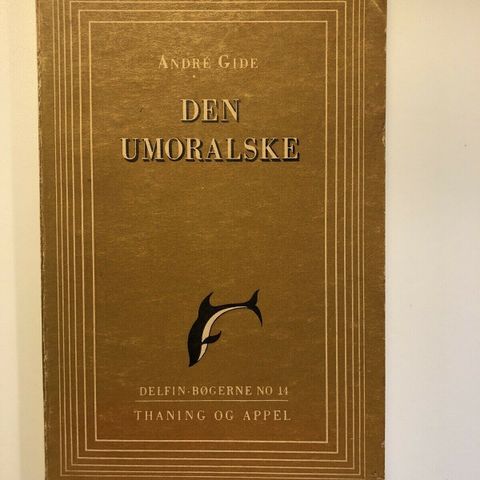 ANDRÉ GIDE
DEN
UMORALSKE
DELFIN-BØGERNE NO 14
THANING OG APPEL